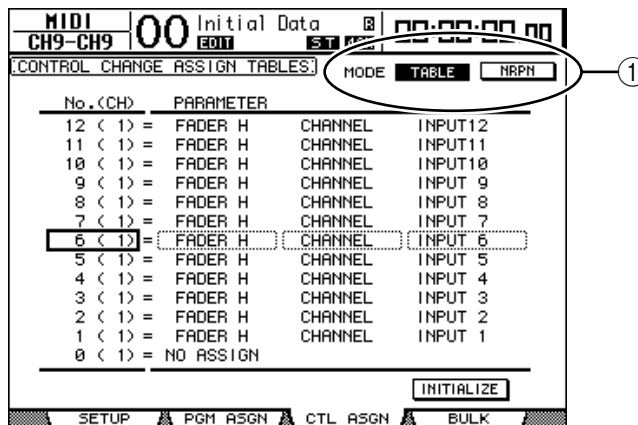 MIDI
CH9-CH9
00 Initial Data R
EDIT ST
00:00:00 00
CONTROL CHANGE ASSIGN TABLES
MODE TABLE NRPN
1
No.(CH) PARAMETER
12 ( 1) = FADER H CHANNEL INPUT12
11 ( 1) = FADER H CHANNEL INPUT11
10 ( 1) = FADER H CHANNEL INPUT10
9 ( 1) = FADER H CHANNEL INPUT 9
8 ( 1) = FADER H CHANNEL INPUT 8
7 ( 1) = FADER H CHANNEL INPUT 7
6 ( 1) = FADER H CHANNEL INPUT 6
5 ( 1) = FADER H CHANNEL INPUT 5
4 ( 1) = FADER H CHANNEL INPUT 4
3 ( 1) = FADER H CHANNEL INPUT 3
2 ( 1) = FADER H CHANNEL INPUT 2
1 ( 1) = FADER H CHANNEL INPUT 1
0 ( 1) = NO ASSIGN
INITIALIZE
SETUP PGM ASGN CTL ASGN BULK